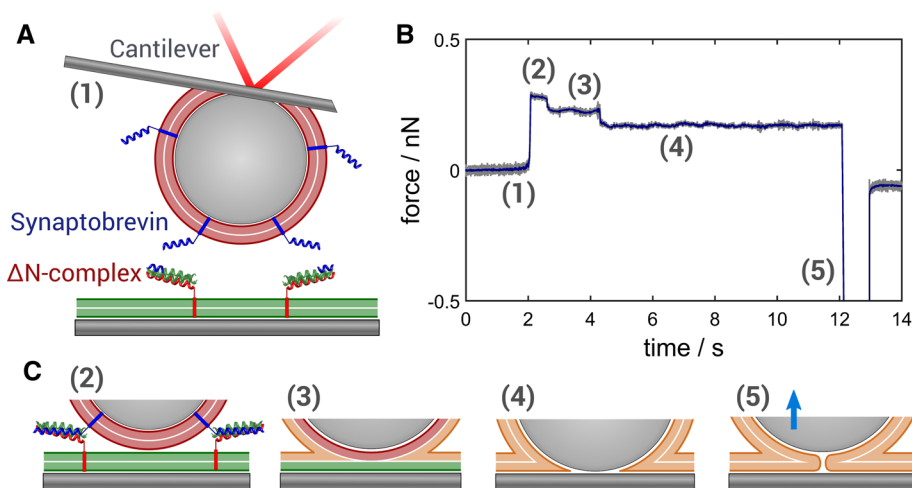 A
Cantilever
(1)
Synaptobrevin
ΔN-complex
B
0.5
0
-0.5
force / nN
(1)
(2)
(3)
(4)
(5)
0 2 4 6 8 10 12 14
time / s
C
(2)
(3)
(4)
(5)